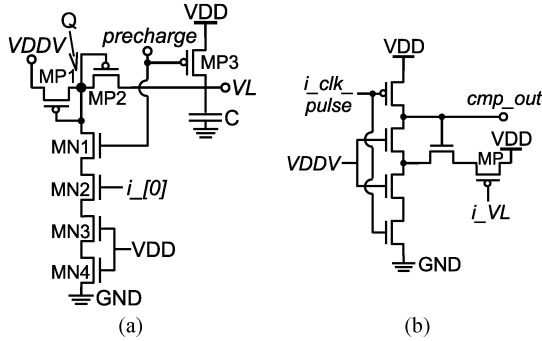 Q
VDD
VDDV
precharge
MP1
MP2
MP3
VL
C
MN1
MN2
i_[0]
MN3
VDD
MN4
GND
(a)
VDD
i_clk_
pulse
cmp_out
VDD
VDDV
MP
i_VL
GND
(b)